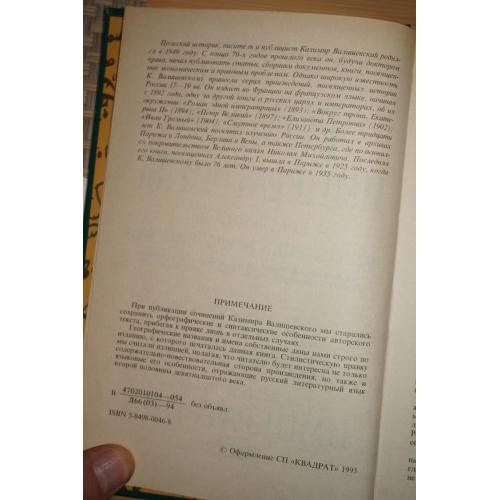 Польский историк, писатель и публицист Казимир Валишевский родил-
ся в 1849 году. С конца 70-х годов прошлого века он, будучи доктором
права, начал публиковать статьи, сборники документов, книги, посвящен-
ные экономическим и правовым проблемам. Однако широкую известность
К. Валишевскому принесла серия произведений, посвященных истории
России 17—19 вв. Он издает во Франции на французском языке, начиная
с 1892 года, одну за другой книги о русских царях и императорах, об их
окружении: «Роман одной императрицы» (1893); «Вокруг трона. Екате-
рина II» (1894); «Петр Великий» (1897); «Елизавета Петровна» (1902);
«Иван Грозный» (1904); «Смутное время» (1911) и др. Более тридцати
лет К. Валишевский посвятил изучению России. Он работал в архивах
Парижа и Лондона, Берлина и Вены, а также Петербурга, где пользовал-
ся покровительством Великого князя Николая Михайловича. Последняя
его книга, посвященная Александру I, вышла в Париже в 1925 году, когда
К. Валишевскому было 76 лет. Он умер в Париже в 1935 году.
ПРИМЕЧАНИЕ
При публикации сочинений Казимира Валишевского мы старались
сохранить орфографические и синтаксические особенности авторского
текста, прибегая к правке лишь в отдельных случаях.
Географические названия и имена собственные даны нами строго по
изданию, с которого печаталась данная книга. Стилистическую правку
мы считали излишней, полагая, что читателю будет интересна не только
содержательно-повествовательная сторона произведения, но также и
языковые его особенности, отражающие русский литературный язык
второй половины девятнадцатого века.
В 4702010104—054
Д66(03)—94 без объявл.
ISBN 5-8498-0046-8
© Оформление СП «КВАДРАТ» 1993